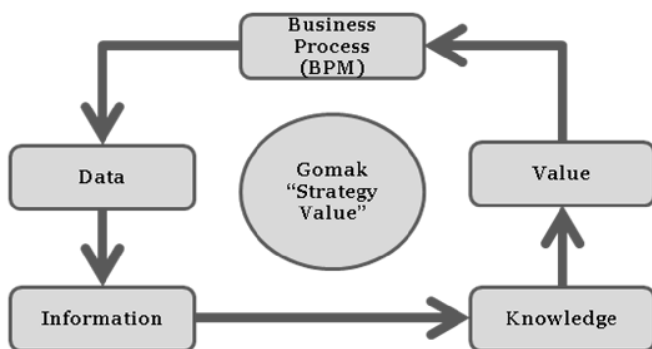 Business
Process
(BPM)
Data
Gomak
“Strategy
Value”
Value
Information
Knowledge